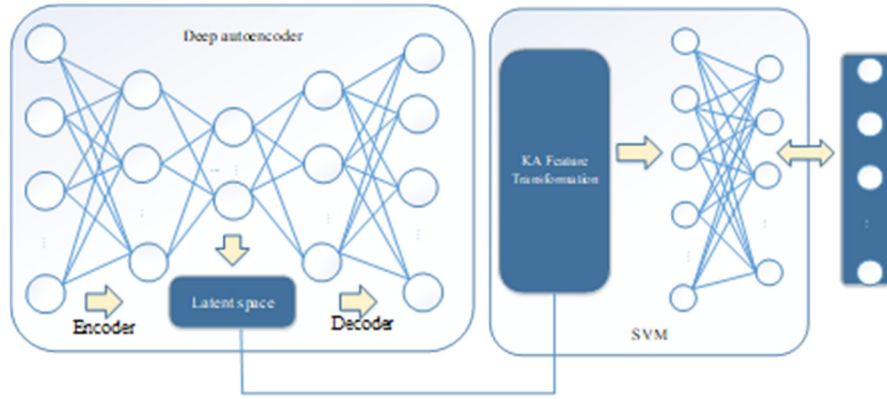 Deep autoencoder
KA Feature
Transformation
Latent space
Encoder
Decoder
SVM